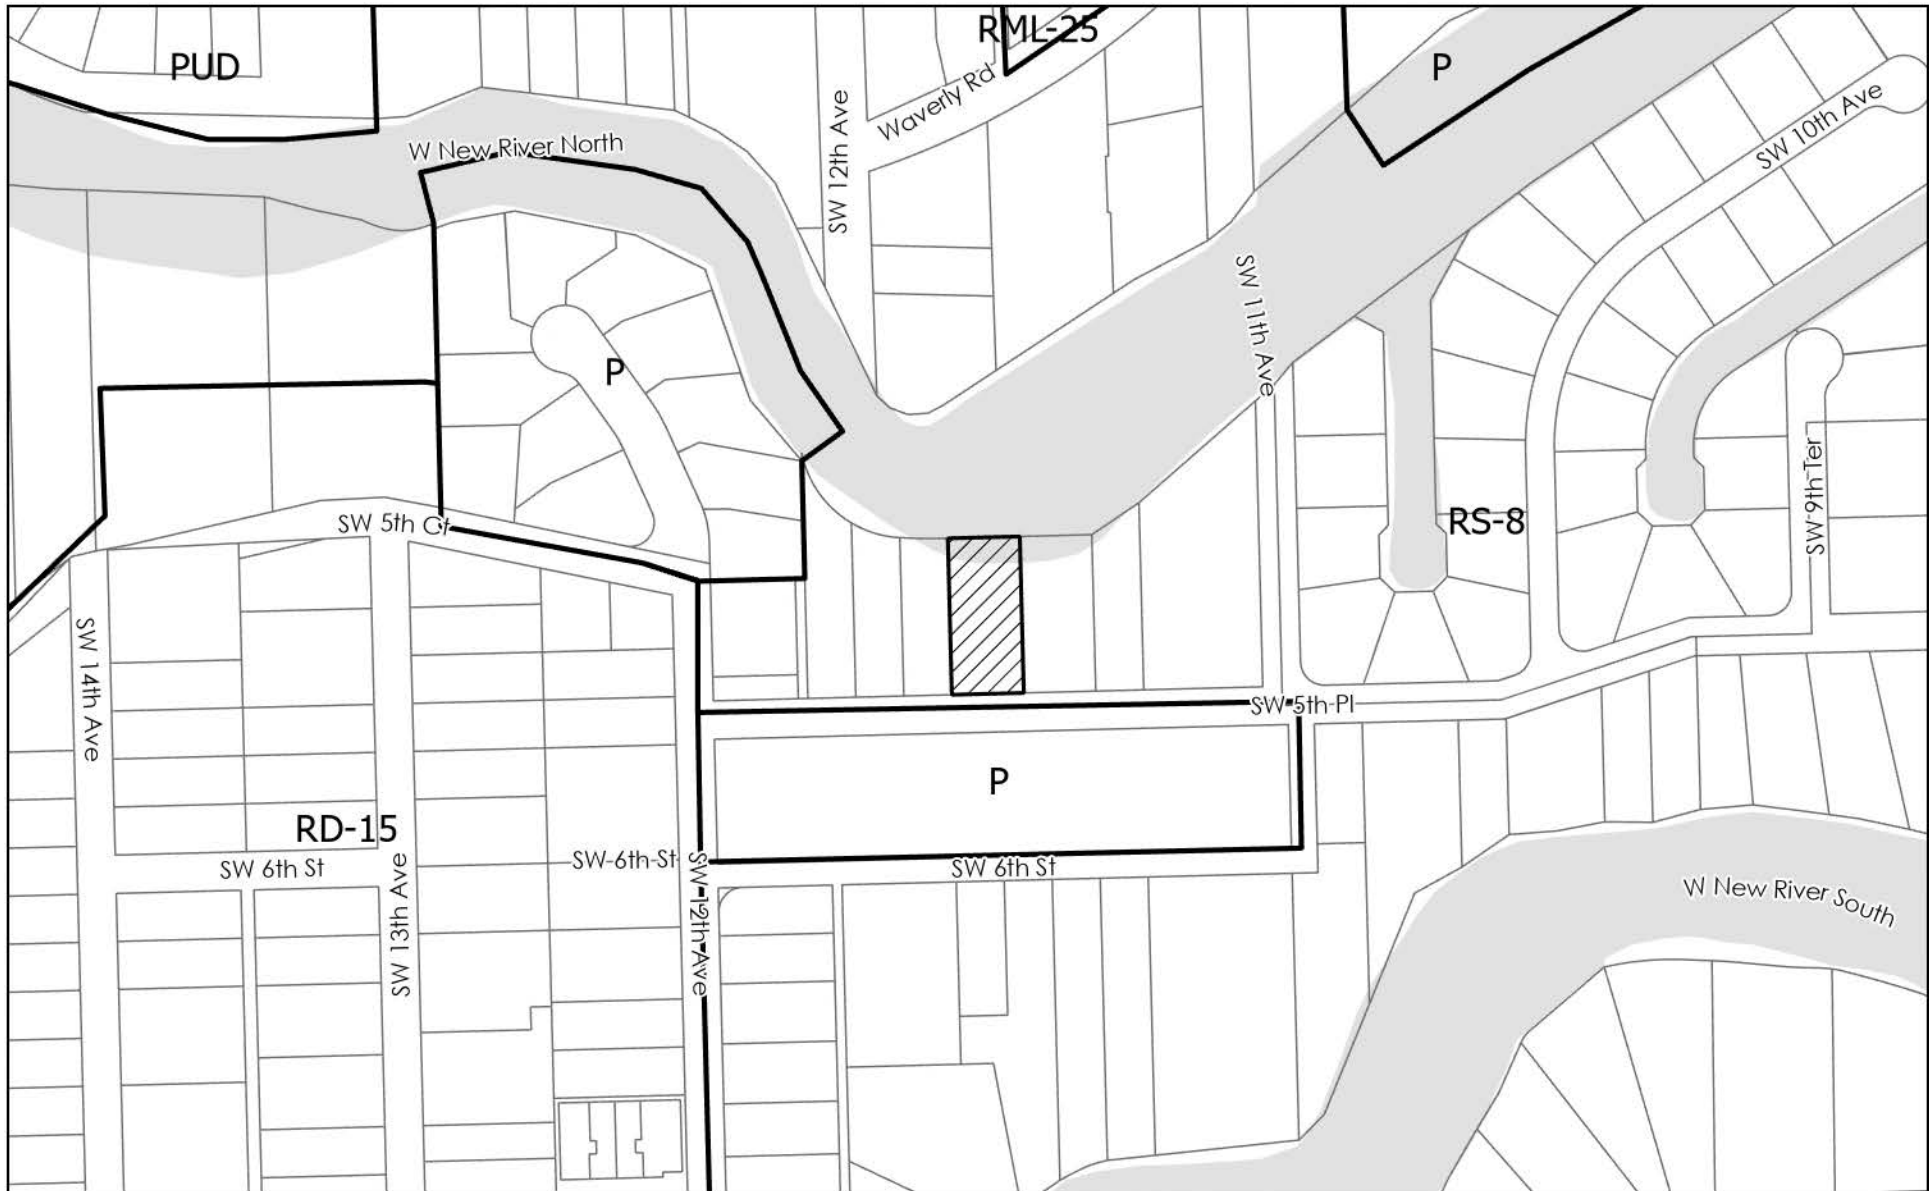 RML-25
PUD
P
Waverly Rd
SW 12th Ave
SW 10th Ave
W New River North
SW 11th Ave
P
SW 9th Ter
RS-8
SW 5th Ct
SW 14th Ave
SW 5th Pl
P
RD-15
SW 6th St
SW 6th St
SW 6th St
SW 13th Ave
SW 12th Ave
W New River South